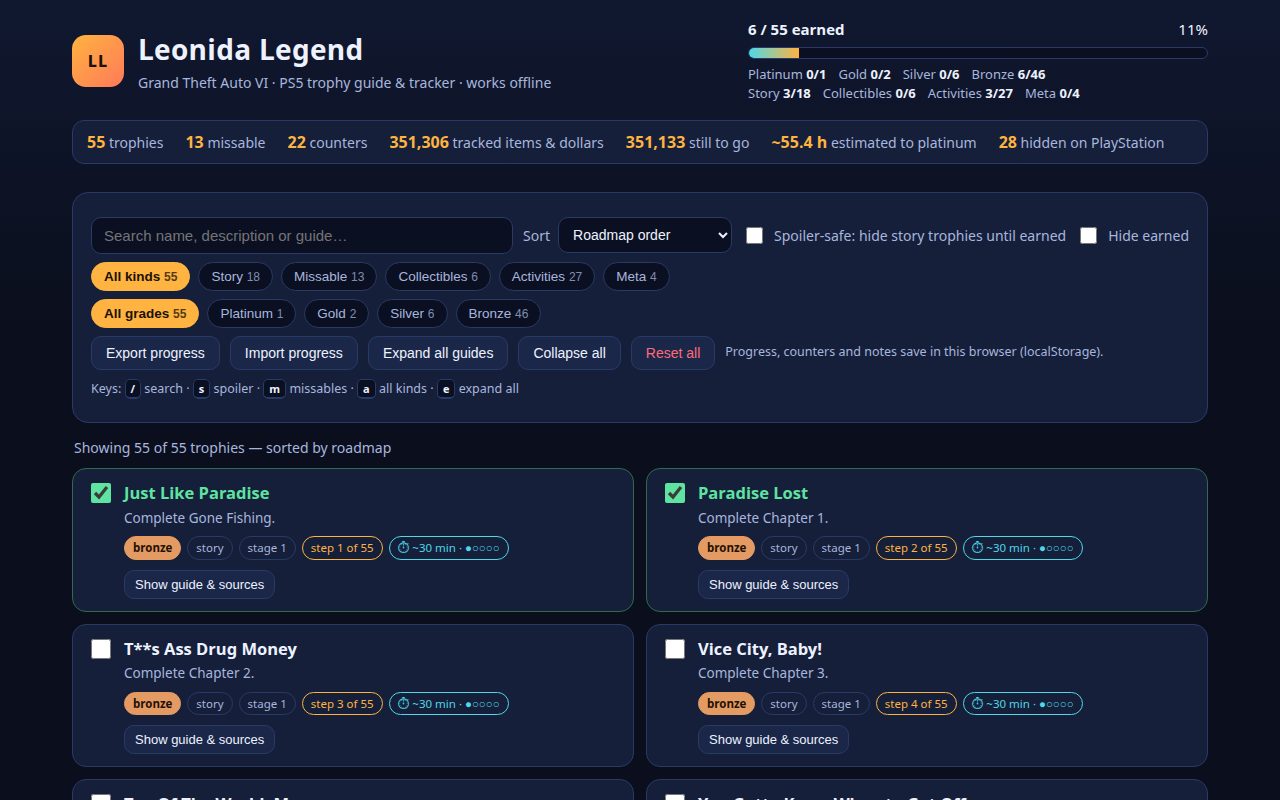 LL
Leonida Legend
Grand Theft Auto VI · PS5 trophy guide & tracker · works offline
6 / 55 earned 11%
Platinum 0/1 Gold 0/2 Silver 0/6 Bronze 6/46
Story 3/18 Collectibles 0/6 Activities 3/27 Meta 0/4
55 trophies 13 missable 22 counters 351,306 tracked items & dollars 351,133 still to go ~55.4 h estimated to platinum 28 hidden on PlayStation
Search name, description or guide… Sort Roadmap order Spoiler-safe: hide story trophies until earned Hide earned
All kinds 55 Story 18 Missable 13 Collectibles 6 Activities 27 Meta 4
All grades 55 Platinum 1 Gold 2 Silver 6 Bronze 46
Export progress Import progress Expand all guides Collapse all Reset all Progress, counters and notes save in this browser (localStorage).
Keys: / search · s spoiler · m missables · a all kinds · e expand all
Showing 55 of 55 trophies — sorted by roadmap
Just Like Paradise
Complete Gone Fishing.
bronze story stage 1 step 1 of 55 ⏱ ~30 min · ●○○○○
Show guide & sources
Paradise Lost
Complete Chapter 1.
bronze story stage 1 step 2 of 55 ⏱ ~30 min · ●○○○○
Show guide & sources
T**s Ass Drug Money
Complete Chapter 2.
bronze story stage 1 step 3 of 55 ⏱ ~30 min · ●○○○○
Show guide & sources
Vice City, Baby!
Complete Chapter 3.
bronze story stage 1 step 4 of 55 ⏱ ~30 min · ●○○○○
Show guide & sources